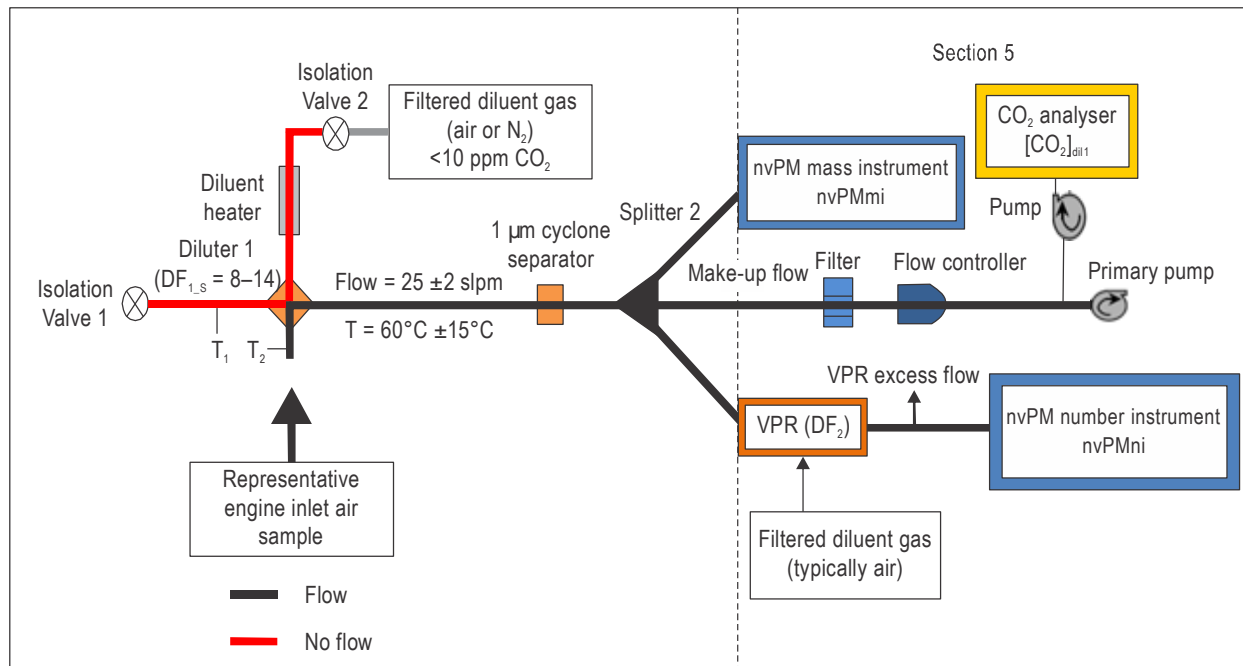 Section 5
Isolation
Valve 2
Filtered diluent gas
(air or N₂)
<10 ppm CO₂
CO₂ analyser
[CO₂]dil1
nvPM mass instrument
nvPMmi
Diluent
heater
Splitter 2
Pump
1 µm cyclone
separator
Diluter 1
(DF₁_S = 8–14)
Flow = 25 ±2 slpm
Make-up flow
Filter
Flow controller
Primary pump
Isolation
Valve 1
T = 60°C ±15°C
T₁
T₂
VPR excess flow
VPR (DF₂)
nvPM number instrument
nvPMni
Representative
engine inlet air
sample
Filtered diluent gas
(typically air)
Flow
No flow